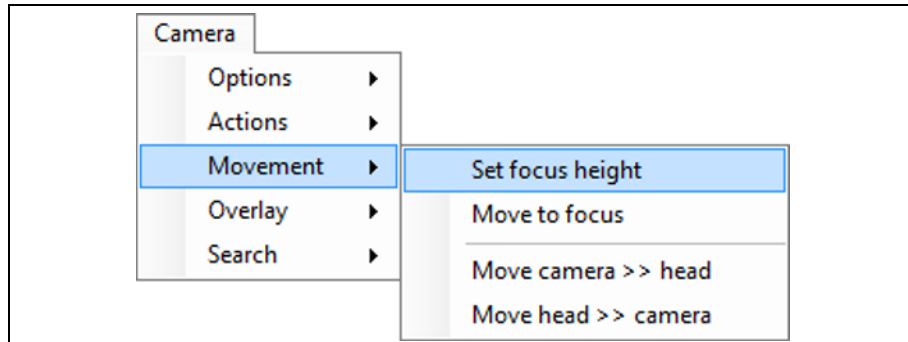 Camera
Options
Actions
Movement
Overlay
Search
Set focus height
Move to focus
Move camera >> head
Move head >> camera